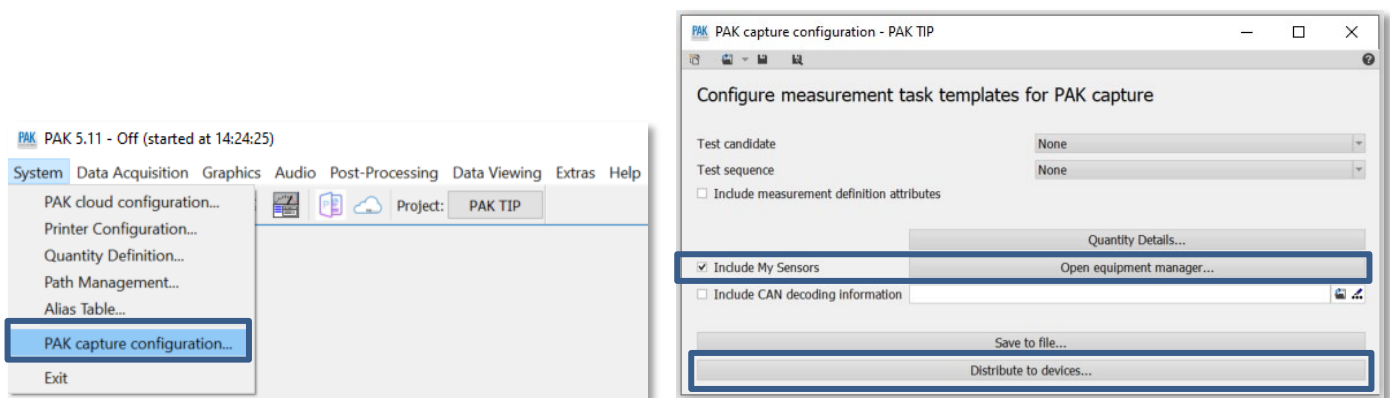 PAK PAK 5.11 - Off (started at 14:24:25)
System Data Acquisition Graphics Audio Post-Processing Data Viewing Extras Help
PAK cloud configuration...
Project: PAK TIP
Printer Configuration...
Quantity Definition...
Path Management...
Alias Table...
PAK capture configuration...
Exit
PAK PAK capture configuration - PAK TIP
Configure measurement task templates for PAK capture
Test candidate None
Test sequence None
Include measurement definition attributes
Quantity Details...
Include My Sensors Open equipment manager...
Include CAN decoding information
Save to file...
Distribute to devices...